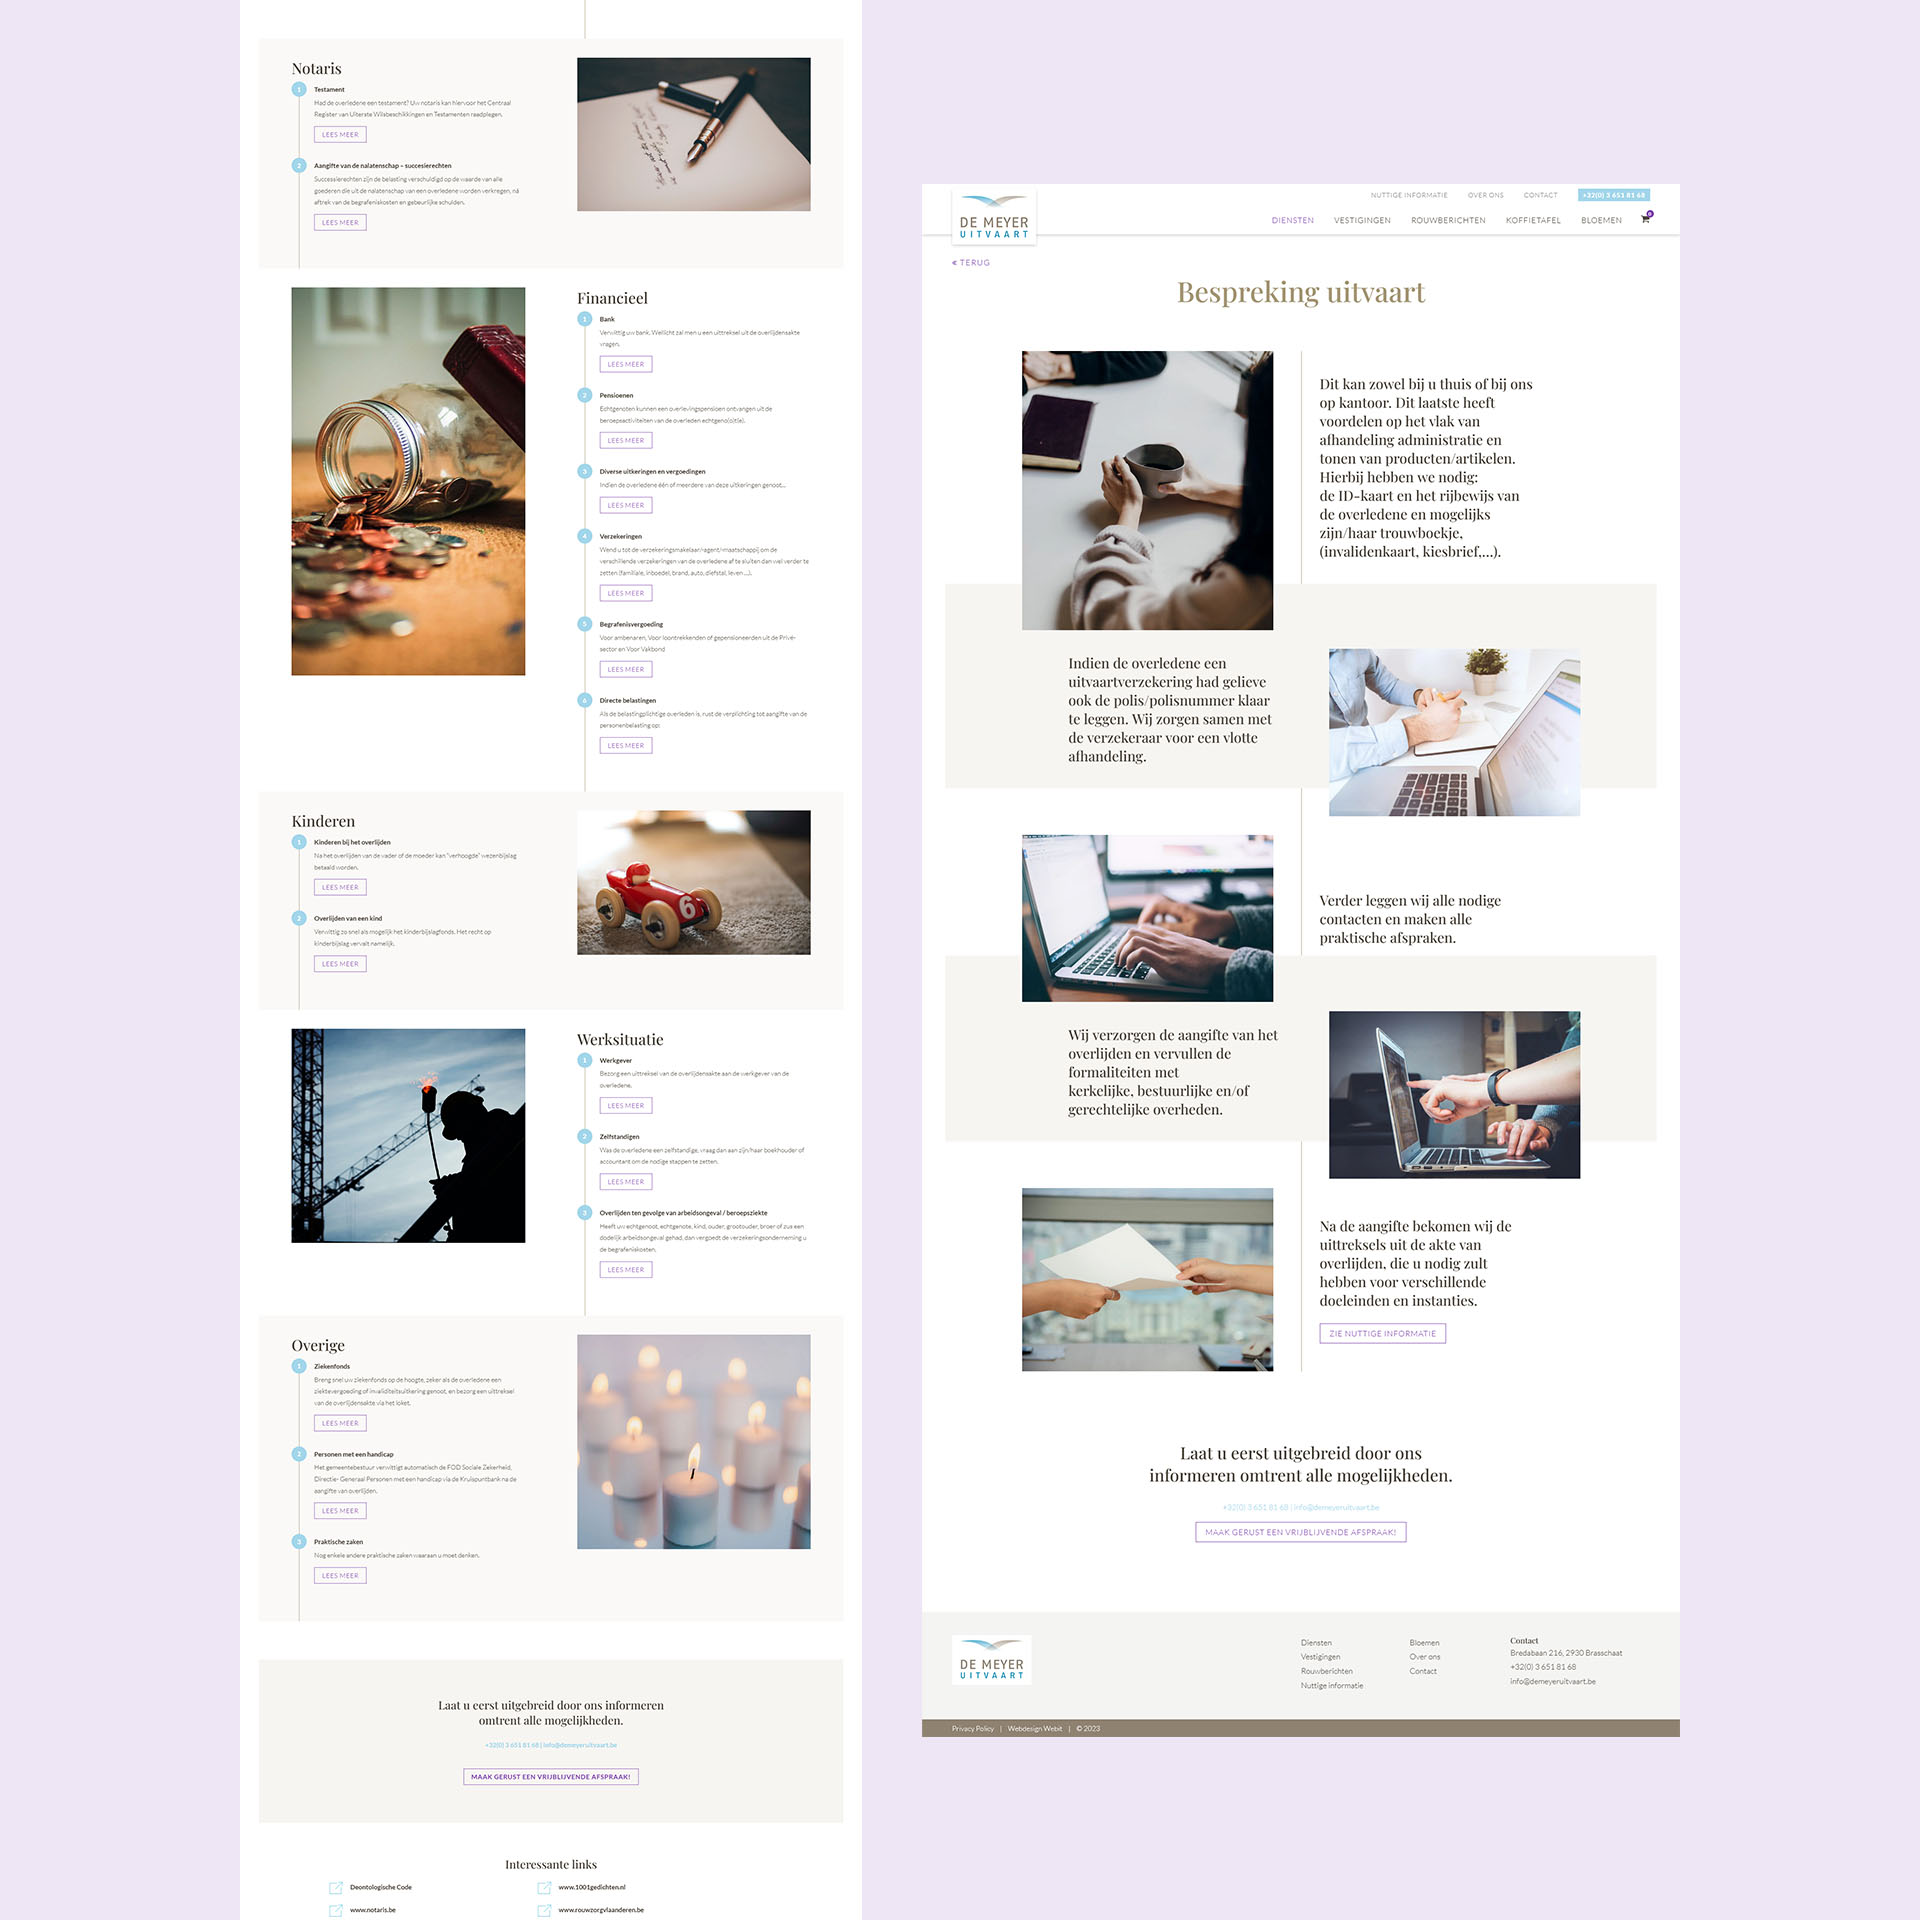 Notaris
1
Testament
Had de overledene een testament? Uw notaris kan hiervoor het Centraal
Register van Uiterste Wilsbeschikkingen en Testamenten raadplegen.
LEES MEER
2
Aangifte van de nalatenschap – succesierechten
Successierechten zijn de belasting verschuldigd op de waarde van alle
goederen die uit de nalatenschap van een overledene worden verkregen, ná
aftrek van de begrafeniskosten en gebeurlijke schulden.
LEES MEER
Financieel
1
Bank
Verwittig uw bank. Wellicht zal men u een uittreksel uit de overlijdensakte
vragen.
LEES MEER
2
Pensioenen
Echtgenoten kunnen een overlevingspensioen ontvangen uit de
beroepsactiviteiten van de overleden echtgeno(o)t(e).
LEES MEER
3
Diverse uitkeringen en vergoedingen
Indien de overledene één of meerdere van deze uitkeringen genoot...
LEES MEER
4
Verzekeringen
Wend u tot de verzekeringsmakelaar/-agent/-maatschappij om de
verschillende verzekeringen van de overledene af te sluiten dan wel verder te
zetten (familiale, inboedel, brand, auto, diefstal, leven ...).
LEES MEER
5
Begrafenisvergoeding
Voor ambenaren, Voor loontrekkenden of gepensioneerden uit de Privé-
sector en Voor Vakbond
LEES MEER
6
Directe belastingen
Als de belastingplichtige overleden is, rust de verplichting tot aangifte van de
personenbelasting op:
LEES MEER
Kinderen
1
Kinderen bij het overlijden
Na het overlijden van de vader of de moeder kan "verhoogde" wezenbijslag
betaald worden.
LEES MEER
2
Overlijden van een kind
Verwittig zo snel als mogelijk het kinderbijslagfonds. Het recht op
kinderbijslag vervalt namelijk.
LEES MEER
6
Werksituatie
1
Werkgever
Bezorg een uittreksel van de overlijdensakte aan de werkgever van de
overledene.
LEES MEER
2
Zelfstandigen
Was de overledene een zelfstandige, vraag dan aan zijn/haar boekhouder of
accountant om de nodige stappen te zetten.
LEES MEER
3
Overlijden ten gevolge van arbeidsongeval / beroepsziekte
Heeft uw echtgenoot, echtgenote, kind, ouder, grootouder, broer of zus een
dodelijk arbeidsongeval gehad, dan vergoedt de verzekeringsonderneming u
de begrafeniskosten.
LEES MEER
Overige
1
Ziekenfonds
Breng snel uw ziekenfonds op de hoogte, zeker als de overledene een
ziektevergoeding of invaliditeitsuitkering genoot, en bezorg een uittreksel
van de overlijdensakte via het loket.
LEES MEER
2
Personen met een handicap
Het gemeentebestuur verwittigt automatisch de FOD Sociale Zekerheid,
Directie- Generaal Personen met een handicap via de Kruispuntbank na de
aangifte van overlijden.
LEES MEER
3
Praktische zaken
Nog enkele andere praktische zaken waaraan u moet denken.
LEES MEER
Laat u eerst uitgebreid door ons informeren
omtrent alle mogelijkheden.
+32(0) 3 651 81 68 | info@demeyeruitvaart.be
MAAK GERUST EEN VRIJBLIJVENDE AFSPRAAK!
Interessante links
Deontologische Code
www.1001gedichten.nl
www.notaris.be
www.rouwzorgvlaanderen.be
DE MEYER
UITVAART
NUTTIGE INFORMATIE OVER ONS CONTACT +32(0) 3 651 81 68
DIENSTEN VESTIGINGEN ROUWBERICHTEN KOFFIETAFEL BLOEMEN 0
« TERUG
Bespreking uitvaart
Dit kan zowel bij u thuis of bij ons
op kantoor. Dit laatste heeft
voordelen op het vlak van
afhandeling administratie en
tonen van producten/artikelen.
Hierbij hebben we nodig:
de ID-kaart en het rijbewijs van
de overledene en mogelijks
zijn/haar trouwboekje,
(invalidenkaart, kiesbrief,…).
Indien de overledene een
uitvaartverzekering had gelieve
ook de polis/polisnummer klaar
te leggen. Wij zorgen samen met
de verzekeraar voor een vlotte
afhandeling.
Verder leggen wij alle nodige
contacten en maken alle
praktische afspraken.
Wij verzorgen de aangifte van het
overlijden en vervullen de
formaliteiten met
kerkelijke, bestuurlijke en/of
gerechtelijke overheden.
Na de aangifte bekomen wij de
uittreksels uit de akte van
overlijden, die u nodig zult
hebben voor verschillende
doeleinden en instanties.
ZIE NUTTIGE INFORMATIE
Laat u eerst uitgebreid door ons
informeren omtrent alle mogelijkheden.
+32(0) 3 651 81 68 | info@demeyeruitvaart.be
MAAK GERUST EEN VRIJBLIJVENDE AFSPRAAK!
DE MEYER
UITVAART
Diensten
Vestigingen
Rouwberichten
Nuttige informatie
Bloemen
Over ons
Contact
Contact
Bredabaan 216, 2930 Brasschaat
+32(0) 3 651 81 68
info@demeyeruitvaart.be
Privacy Policy | Webdesign Webit | © 2023